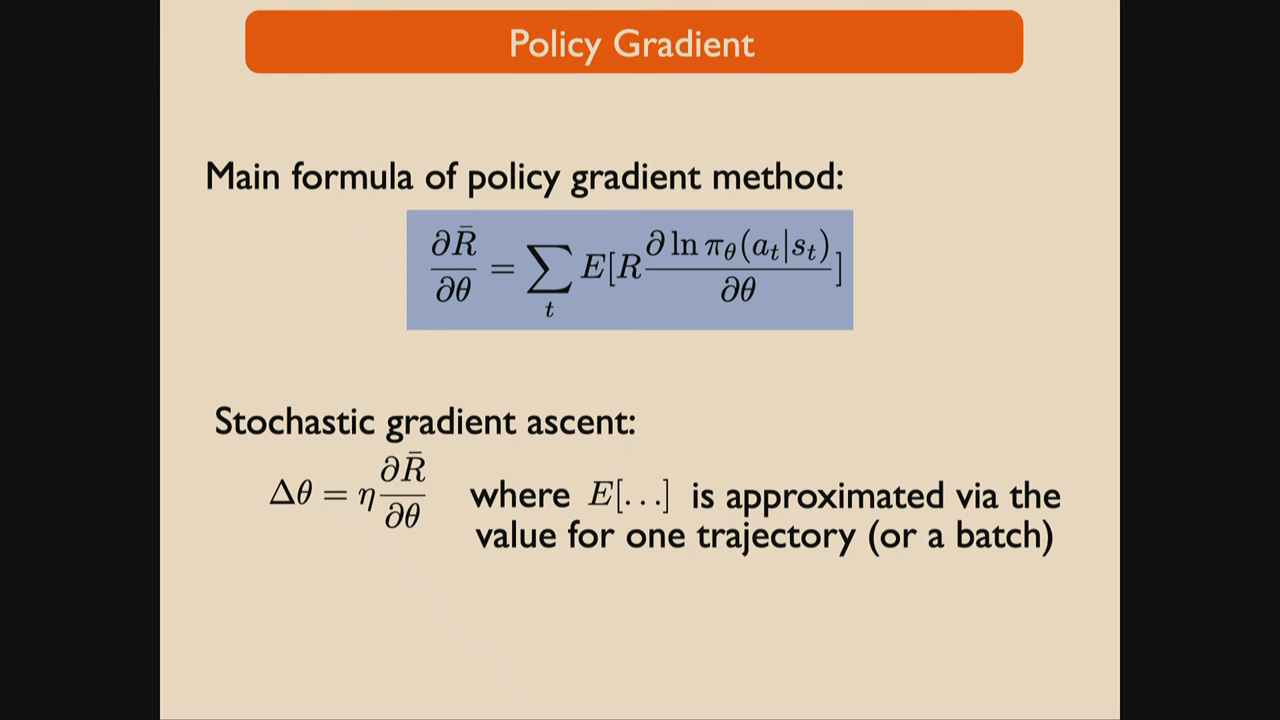 Policy Gradient
Main formula of policy gradient method:
∂R̄/∂θ = ∑_t E[R ∂ ln π_θ(a_t|s_t)/∂θ]
Stochastic gradient ascent:
Δθ = η ∂R̄/∂θ where E[...] is approximated via the
value for one trajectory (or a batch)